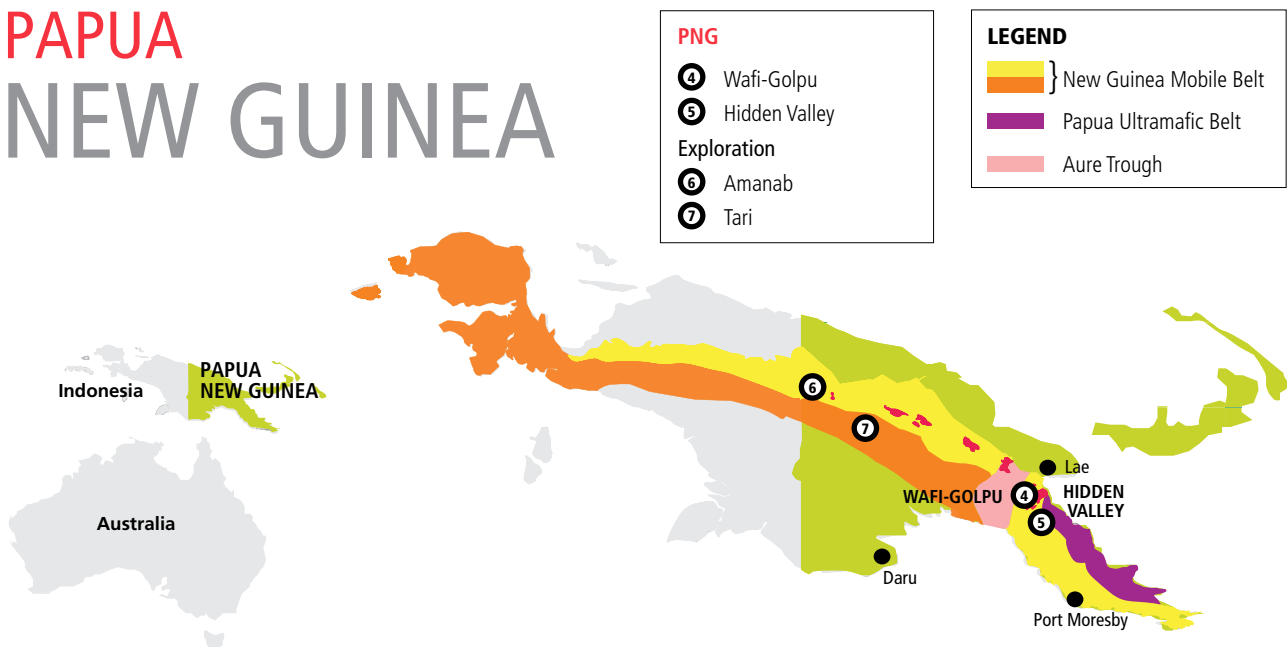 PAPUA
NEW GUINEA
PNG
4 Wafi-Golpu
5 Hidden Valley
Exploration
6 Amanab
7 Tari
LEGEND
} New Guinea Mobile Belt
Papua Ultramafic Belt
Aure Trough
Indonesia
PAPUA
NEW GUINEA
Australia
6
7
Lae
WAFI-GOLPU
4
HIDDEN
VALLEY
5
Daru
Port Moresby